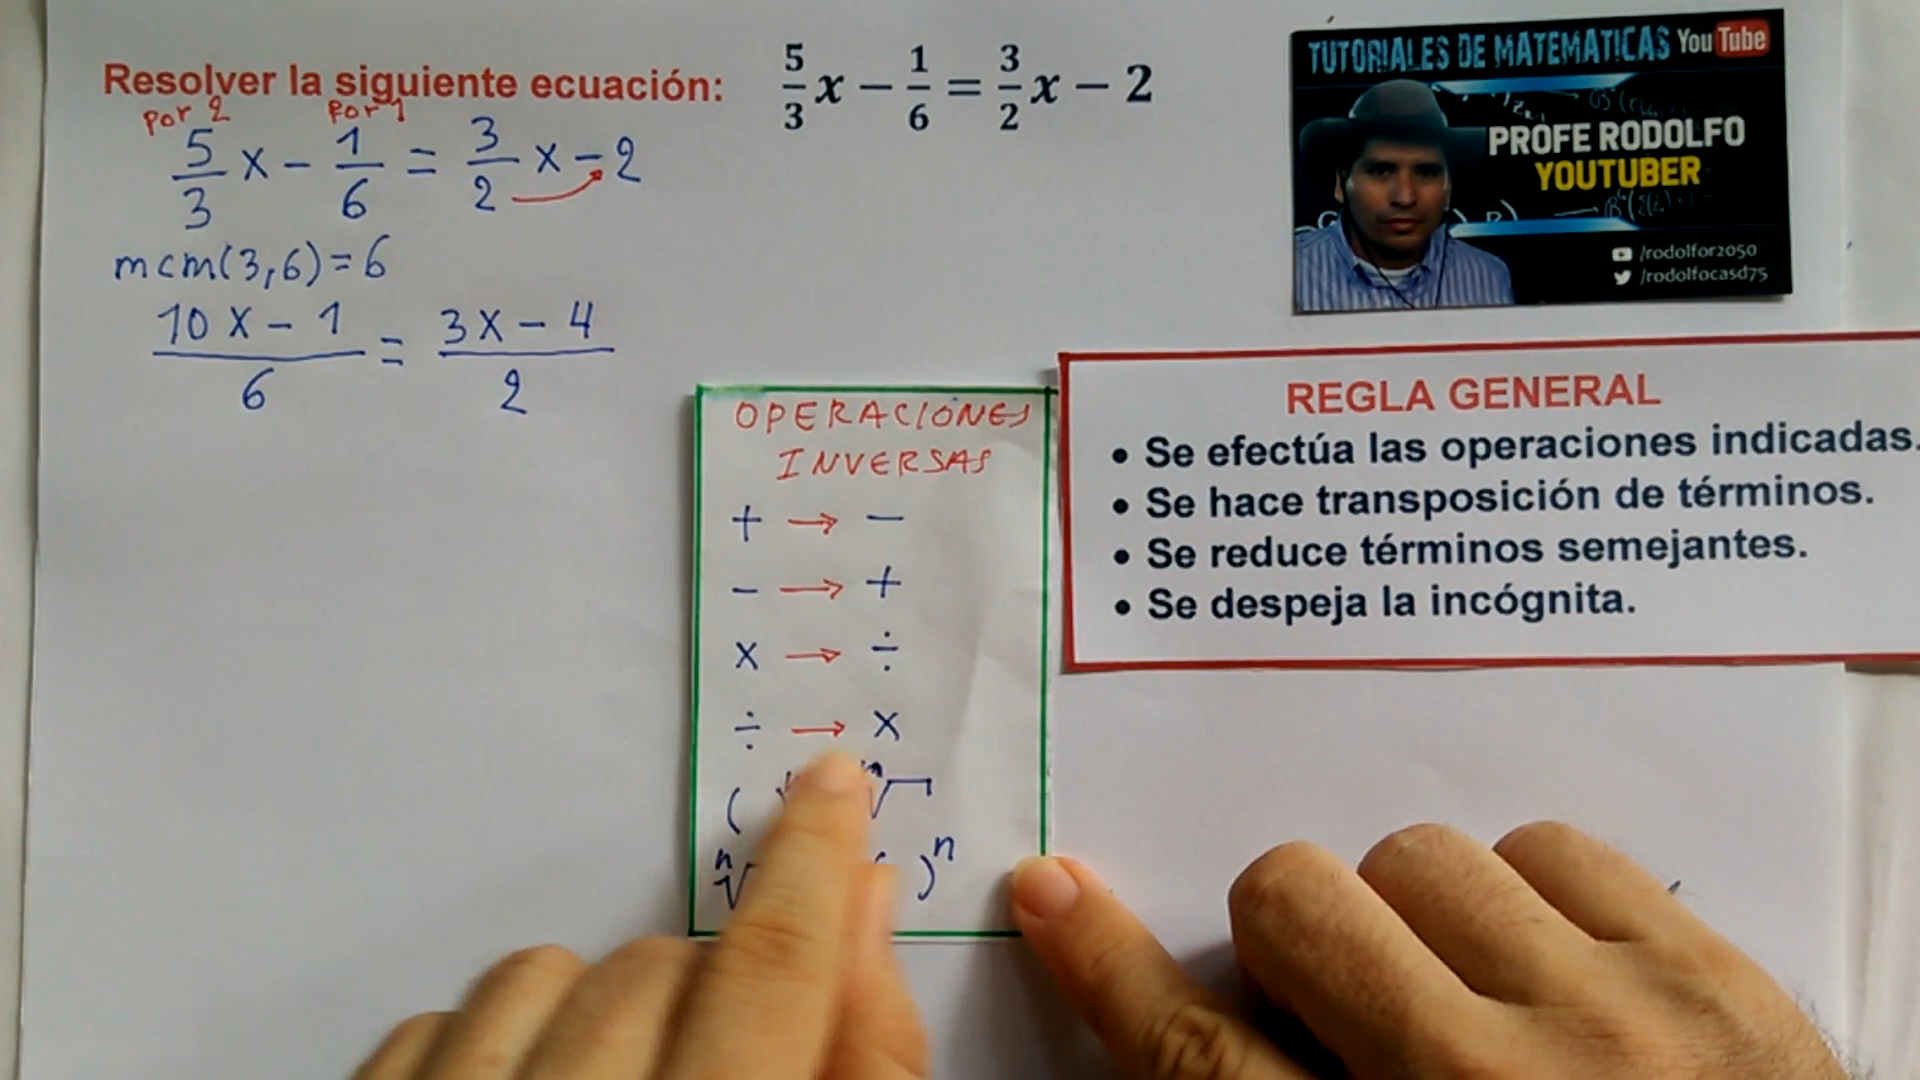 Resolver la siguiente ecuación: 5/3 x − 1/6 = 3/2 x − 2
por 2 por 1
5/3 x − 1/6 = 3/2 x − 2
mcm(3,6)=6
10x − 1 / 6 = 3x − 4 / 2
TUTORIALES DE MATEMATICAS YouTube
PROFE RODOLFO
YOUTUBER
/rodolfor2050
/rodolfocasd75
OPERACIONES
INVERSAS
+ → −
− → +
x → ÷
÷ → x
( n√
n√ ( )n
REGLA GENERAL
• Se efectúa las operaciones indicadas.
• Se hace transposición de términos.
• Se reduce términos semejantes.
• Se despeja la incógnita.